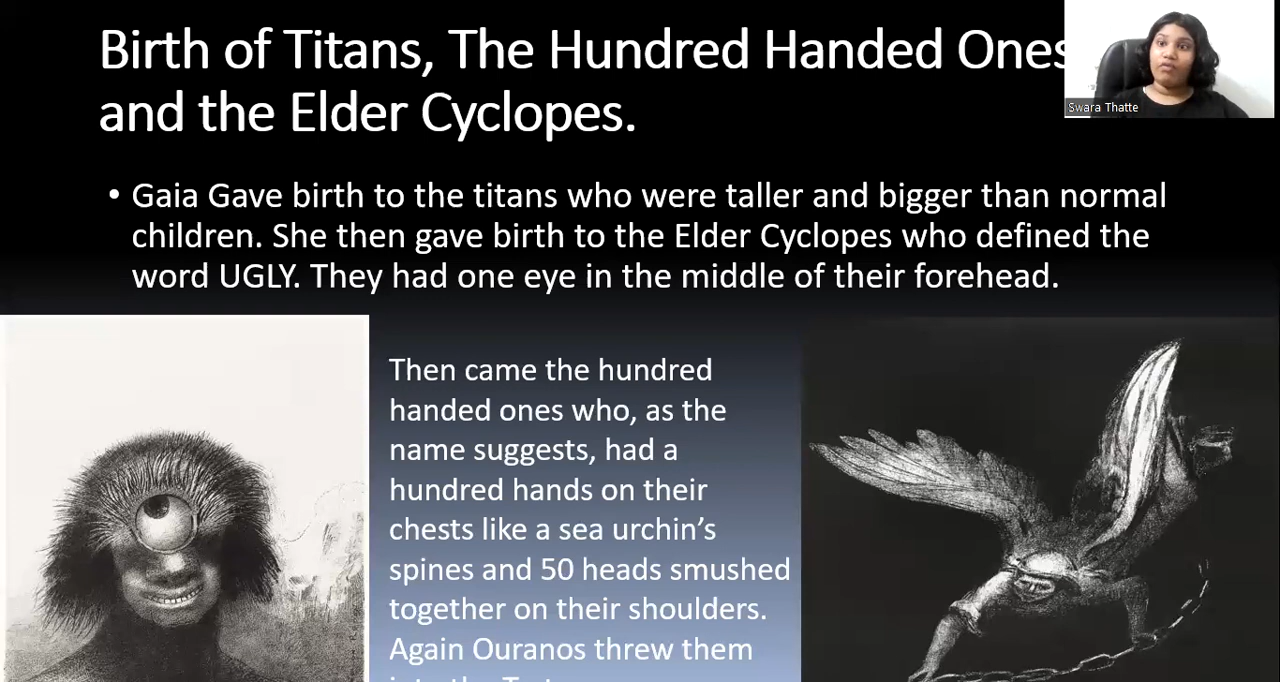 Birth of Titans, The Hundred Handed Ones
and the Elder Cyclopes.
Swara Thatte
• Gaia Gave birth to the titans who were taller and bigger than normal
children. She then gave birth to the Elder Cyclopes who defined the
word UGLY. They had one eye in the middle of their forehead.
Then came the hundred
handed ones who, as the
name suggests, had a
hundred hands on their
chests like a sea urchin’s
spines and 50 heads smushed
together on their shoulders.
Again Ouranos threw them
into the